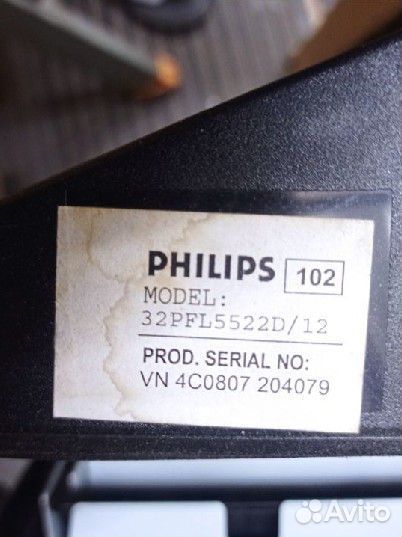 PHILIPS 102
MODEL:
32PFL5522D/12
PROD. SERIAL NO:
VN 4C0807 204079
Avito